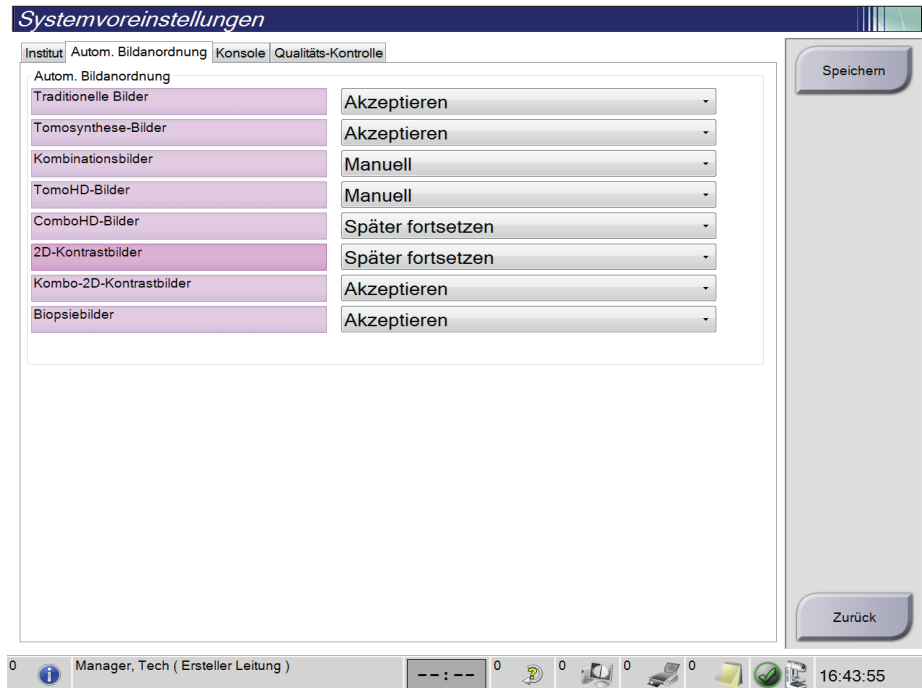 Systemvoreinstellungen
Institut Autom. Bildanordnung Konsole Qualitäts-Kontrolle
Autom. Bildanordnung
Traditionelle Bilder Akzeptieren
Tomosynthese-Bilder Akzeptieren
Kombinationsbilder Manuell
TomoHD-Bilder Manuell
ComboHD-Bilder Später fortsetzen
2D-Kontrastbilder Später fortsetzen
Kombo-2D-Kontrastbilder Akzeptieren
Biopsiebilder Akzeptieren
Speichern
Zurück
0 Manager, Tech ( Ersteller Leitung ) --:-- 0 0 0 0 16:43:55